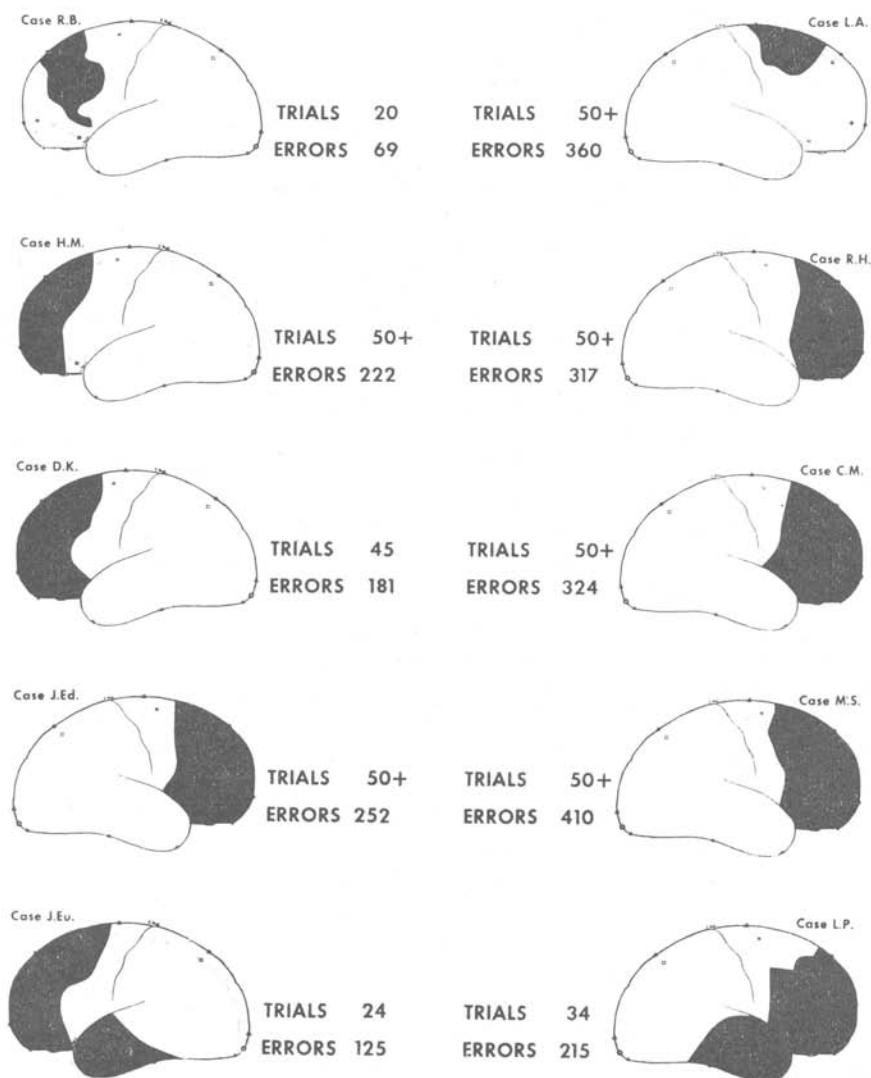 Case R.B.
TRIALS 20
ERRORS 69
Case L.A.
TRIALS 50+
ERRORS 360
Case H.M.
TRIALS 50+
ERRORS 222
Case R.H.
TRIALS 50+
ERRORS 317
Case D.K.
TRIALS 45
ERRORS 181
Case C.M.
TRIALS 50+
ERRORS 324
Case J.Ed.
TRIALS 50+
ERRORS 252
Case M.S.
TRIALS 50+
ERRORS 410
Case J.Eu.
TRIALS 24
ERRORS 125
Case L.P.
TRIALS 34
ERRORS 215